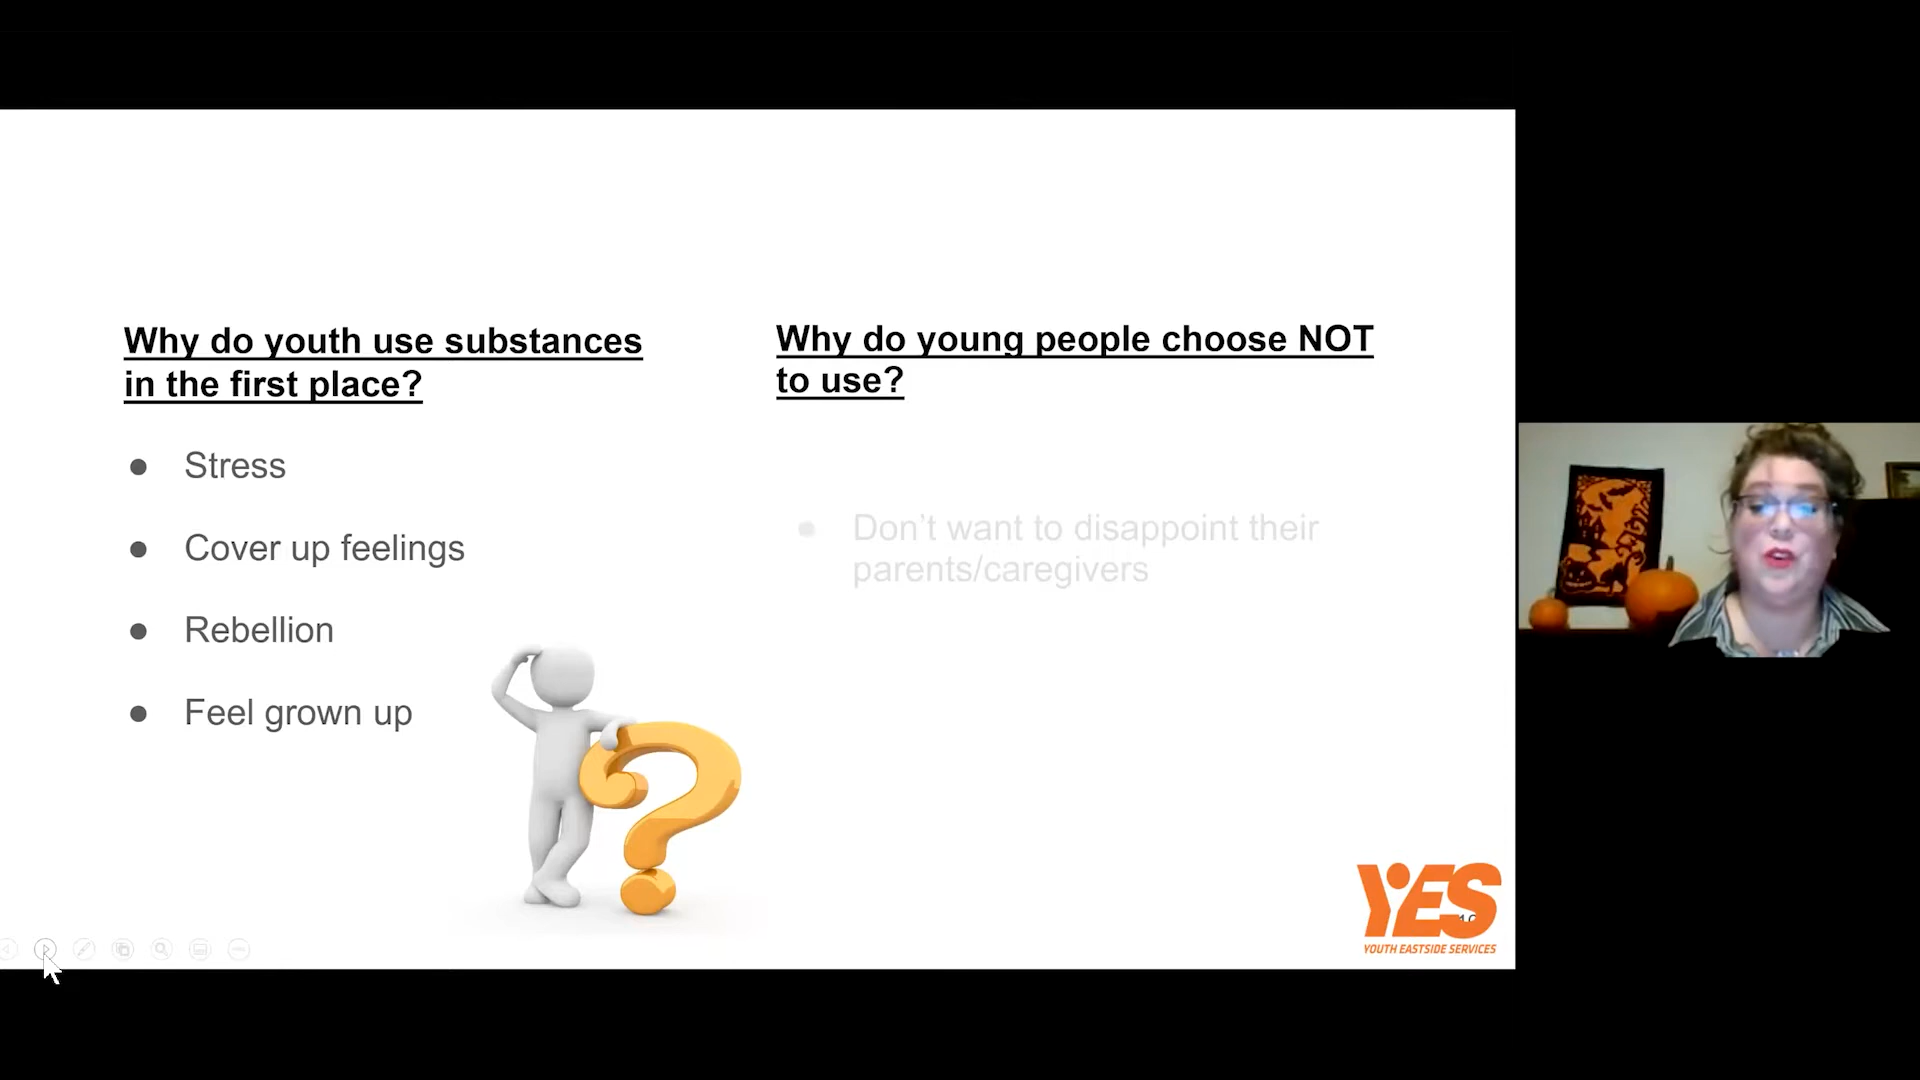 Why do youth use substances
in the first place?
● Stress
● Cover up feelings
● Rebellion
● Feel grown up
Why do young people choose NOT
to use?
● Don’t want to disappoint their
parents/caregivers
YES
YOUTH EASTSIDE SERVICES